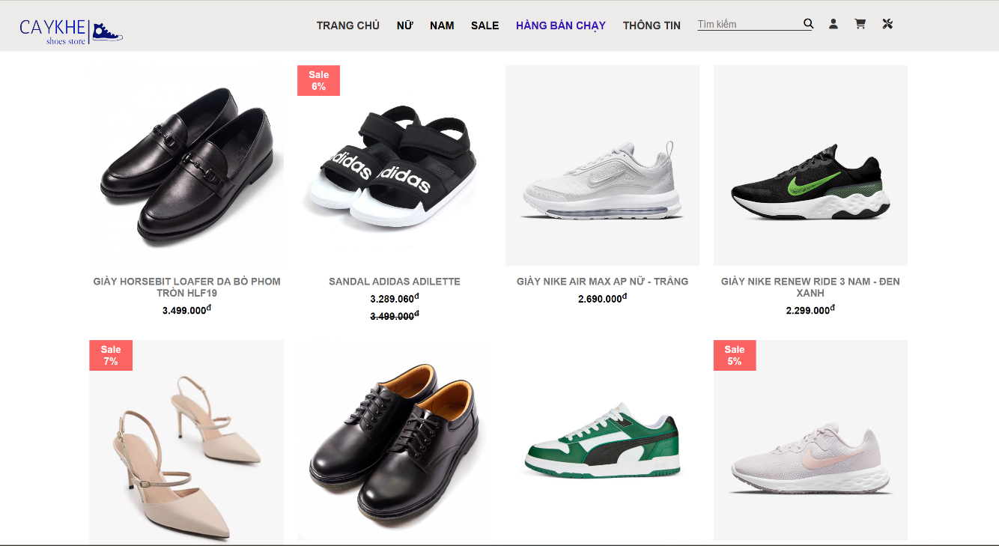 CAYKHE
shoes store
TRANG CHỦ
NỮ
NAM
SALE
HÀNG BÁN CHẠY
THÔNG TIN
Tìm kiếm
Sale
6%
adidas
adidas
GIÀY HORSEBIT LOAFER DA BÒ PHOM
TRÒN HLF19
3.499.000đ
SANDAL ADIDAS ADILETTE
3.289.060đ
3.499.000đ
GIÀY NIKE AIR MAX AP NỮ - TRẮNG
2.690.000đ
GIÀY NIKE RENEW RIDE 3 NAM - ĐEN
XANH
2.299.000đ
Sale
7%
Sale
5%